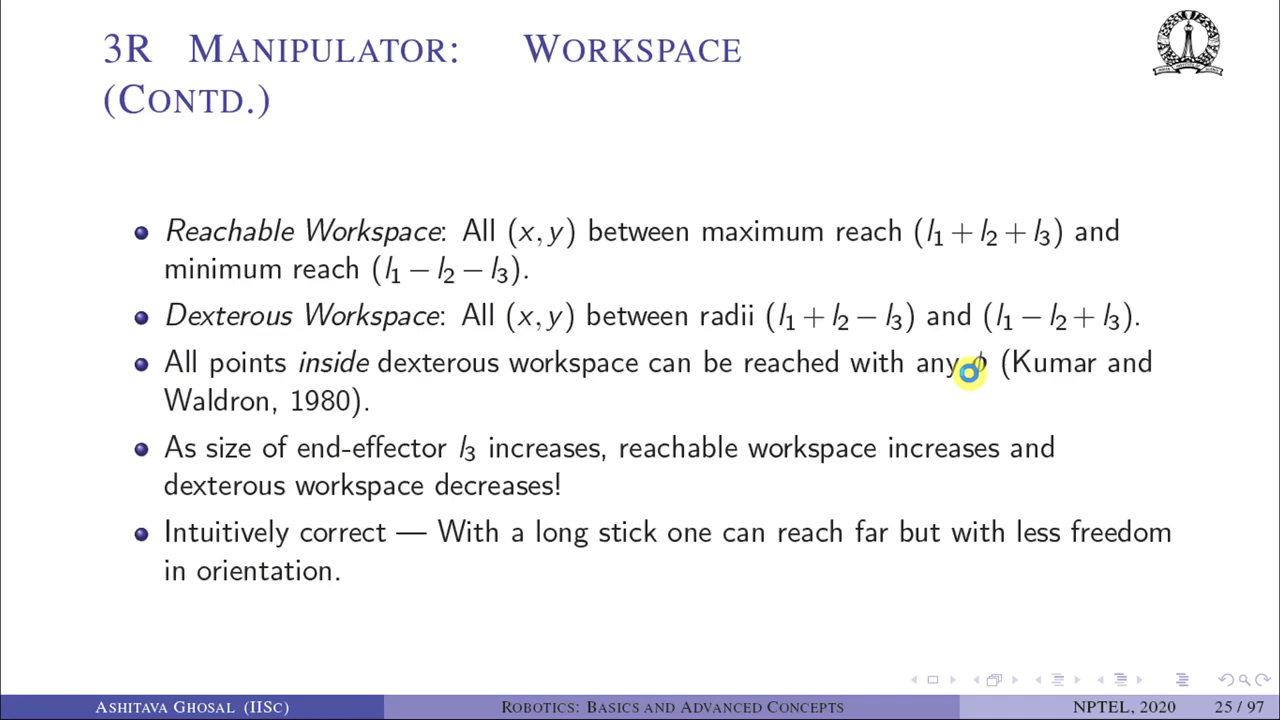 3R MANIPULATOR: WORKSPACE
(CONTD.)
Reachable Workspace: All (x, y) between maximum reach (l₁ + l₂ + l₃) and
minimum reach (l₁ − l₂ − l₃).
Dexterous Workspace: All (x, y) between radii (l₁ + l₂ − l₃) and (l₁ − l₂ + l₃).
All points inside dexterous workspace can be reached with any ϕ (Kumar and
Waldron, 1980).
As size of end-effector l₃ increases, reachable workspace increases and
dexterous workspace decreases!
Intuitively correct — With a long stick one can reach far but with less freedom
in orientation.
ASHITAVA GHOSAL (IISC) ROBOTICS: BASICS AND ADVANCED CONCEPTS NPTEL, 2020 25 / 97